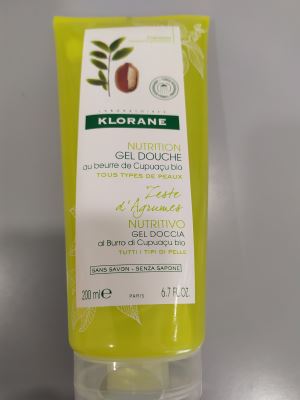 LABORATOIRES
KLORANE
NUTRITION
GEL DOUCHE
au beurre de Cupuaçu bio
TOUS TYPES DE PEAUX
Zeste
d'Agrumes
NUTRITIVO
GEL DOCCIA
al Burro di Cupuaçu bio
TUTTI I TIPI DI PELLE
SANS SAVON - SENZA SAPONE
200 ml e PARIS 6.7 FL.OZ.